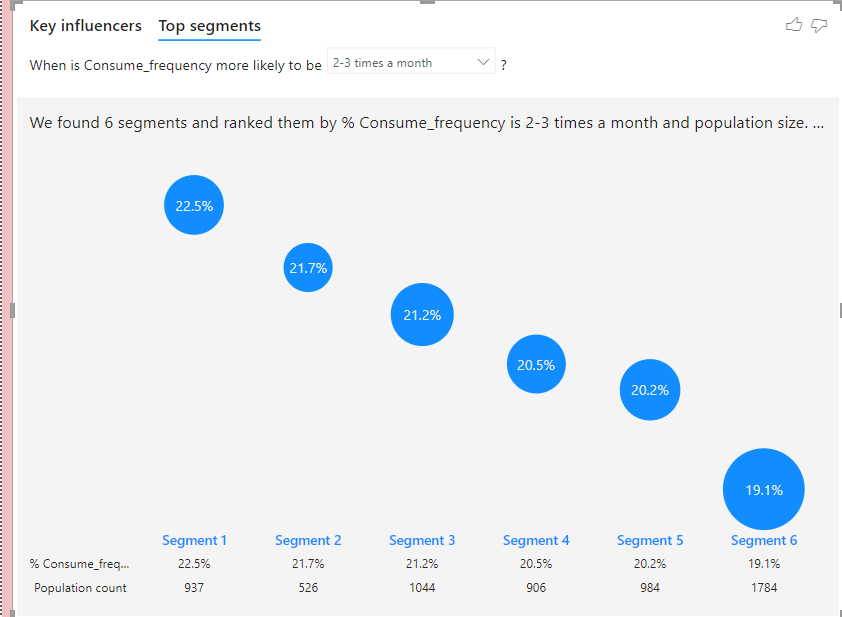 Key influencers Top segments
When is Consume_frequency more likely to be 2-3 times a month ?
We found 6 segments and ranked them by % Consume_frequency is 2-3 times a month and population size. ...
22.5%
21.7%
21.2%
20.5%
20.2%
19.1%
Segment 1 Segment 2 Segment 3 Segment 4 Segment 5 Segment 6
% Consume_freq... 22.5% 21.7% 21.2% 20.5% 20.2% 19.1%
Population count 937 526 1044 906 984 1784